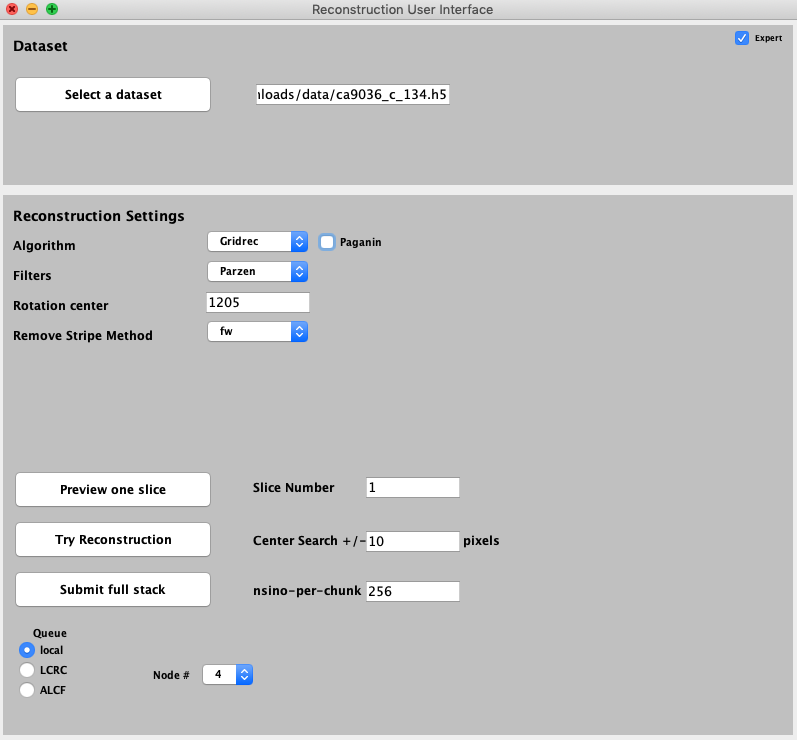 Reconstruction User Interface
Dataset
Expert
Select a dataset
nloads/data/ca9036_c_134.h5
Reconstruction Settings
Algorithm Gridrec Paganin
Filters Parzen
Rotation center 1205
Remove Stripe Method fw
Preview one slice Slice Number 1
Try Reconstruction Center Search +/- 10 pixels
Submit full stack nsino-per-chunk 256
Queue
local
LCRC
Node # 4
ALCF